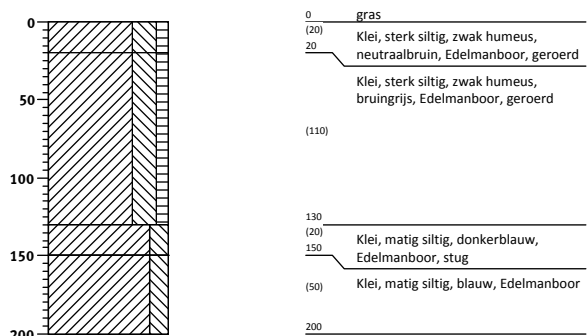 0
50
100
150
200
0 gras
(20)
Klei, sterk siltig, zwak humeus,
neutraalbruin, Edelmanboor, geroerd
20
Klei, sterk siltig, zwak humeus,
bruingrijs, Edelmanboor, geroerd
(110)
130
(20)
Klei, matig siltig, donkerblauw,
Edelmanboor, stug
150
Klei, matig siltig, blauw, Edelmanboor
(50)
200